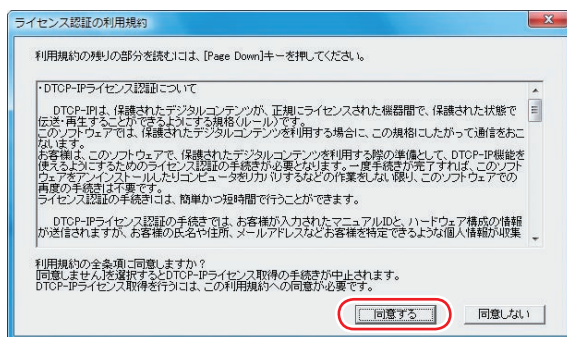 ライセンス認証の利用規約
利用規約の残りの部分を読むには、[Page Down]キーを押してください。
・DTCP-IPライセンス認証について
DTCP-IPは、保護されたデジタルコンテンツが、正規にライセンスされた機器間で、保護された状態で
伝送・再生することができるようにする規格(ルール)です。
このソフトウェアでは、保護されたデジタルコンテンツを利用する場合に、この規格にしたがって通信をおこ
ないます。
お客様は、このソフトウェアで、保護されたデジタルコンテンツを利用する際の準備として、DTCP-IP機能を
使えるようにするためのライセンス認証の手続きが必要となります。一度手続きが完了すれば、このソフト
ウェアをアンインストールしたりコンピュータをリカバリするなどの作業をしない限り、このソフトウェアでの
再度の手続きは不要です。
ライセンス認証の手続きは、簡単かつ短時間で行うことができます。
DTCP-IPライセンス認証の手続きでは、お客様が入力されたマニュアルIDと、ハードウェア構成の情報
が送信されますが、お客様の氏名や住所、メールアドレスなどお客様を特定できるような個人情報が収集
利用規約の全条項に同意しますか?
[同意しません]を選択するとDTCP-IPライセンス取得の手続きが中止されます。
DTCP-IPライセンス取得を行うには、この利用規約への同意が必要です。
同意する
同意しない